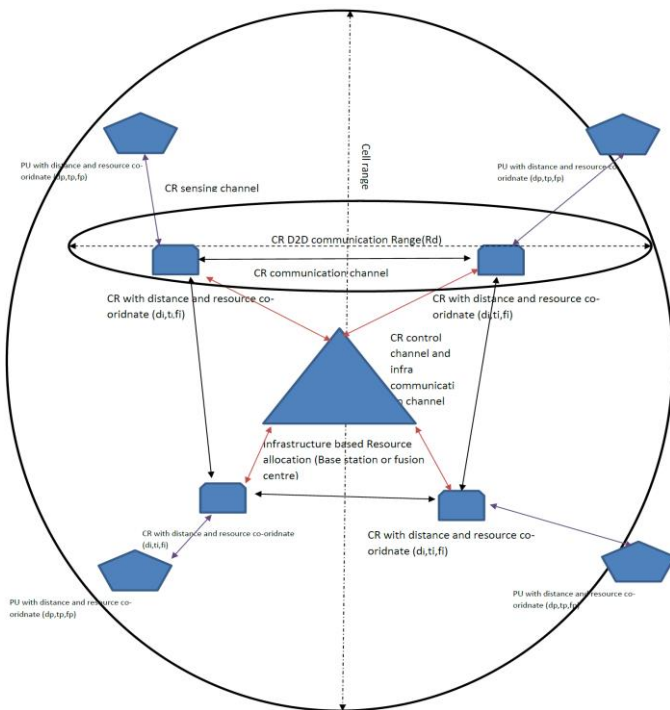 Cell range
PU with distance and resource co-
oridnate (dp,tp,fp)
PU with distance and resource co-
oridnate (dp,tp,fp)
CR sensing channel
CR D2D communication Range(Rd)
CR communication channel
CR with distance and resource co-
oridnate (di,ti,fi)
CR with distance and resource co-
oridnate (di,ti,fi)
CR control
channel and
infra
communicati
n channel
Infrastructure based Resource
allocation (Base station or fusion
centre)
CR with distance and resource co-oridnate
(di,ti,fi)
CR with distance and resource co-
oridnate (di,ti,fi)
PU with distance and resource co-
oridnate (dp,tp,fp)
PU with distance and resource co-
oridnate (dp,tp,fp)